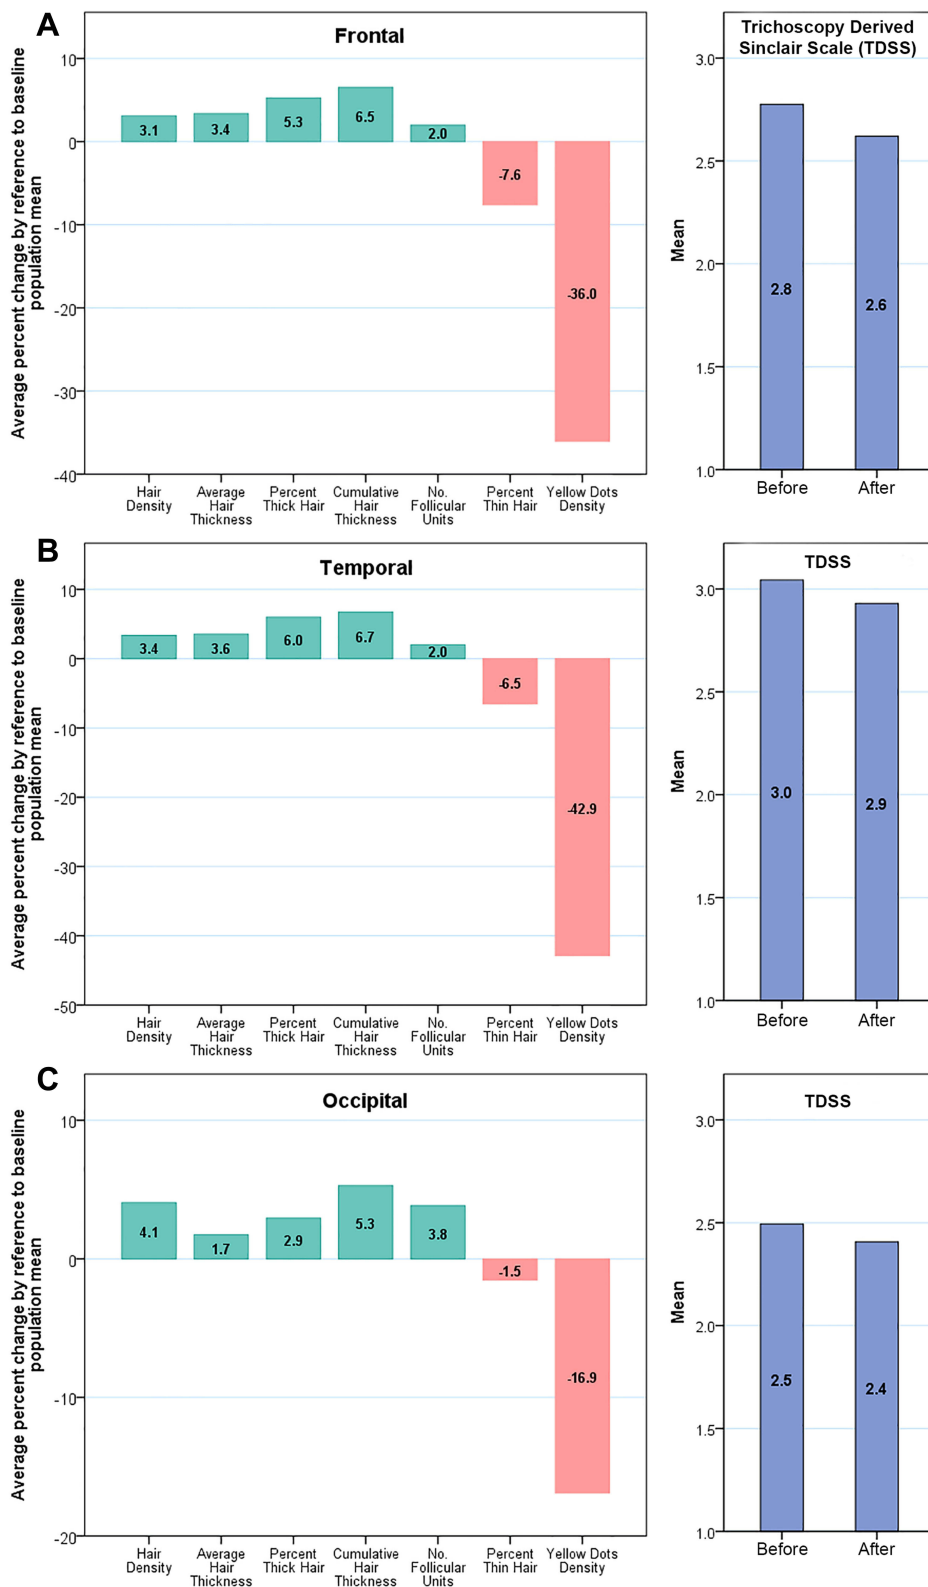 A
Frontal
Average percent change by reference to baseline
population mean
10
0
-10
-20
-30
-40
3.1
3.4
5.3
6.5
2.0
-7.6
-36.0
Hair
Density
Average
Hair
Thickness
Percent
Thick Hair
Cumulative
Hair
Thickness
No.
Follicular
Units
Percent
Thin Hair
Yellow Dots
Density
Trichoscopy Derived
Sinclair Scale (TDSS)
Mean
3.0
2.5
2.0
1.5
1.0
2.8
2.6
Before
After
B
Temporal
Average percent change by reference to baseline
population mean
10
0
-10
-20
-30
-40
-50
3.4
3.6
6.0
6.7
2.0
-6.5
-42.9
Hair
Density
Average
Hair
Thickness
Percent
Thick Hair
Cumulative
Hair
Thickness
No.
Follicular
Units
Percent
Thin Hair
Yellow Dots
Density
TDSS
Mean
3.0
2.5
2.0
1.5
1.0
3.0
2.9
Before
After
C
Occipital
Average percent change by reference to baseline
population mean
10
0
-10
-20
4.1
1.7
2.9
5.3
3.8
-1.5
-16.9
Hair
Density
Average
Hair
Thickness
Percent
Thick Hair
Cumulative
Hair
Thickness
No.
Follicular
Units
Percent
Thin Hair
Yellow Dots
Density
TDSS
Mean
3.0
2.5
2.0
1.5
1.0
2.5
2.4
Before
After